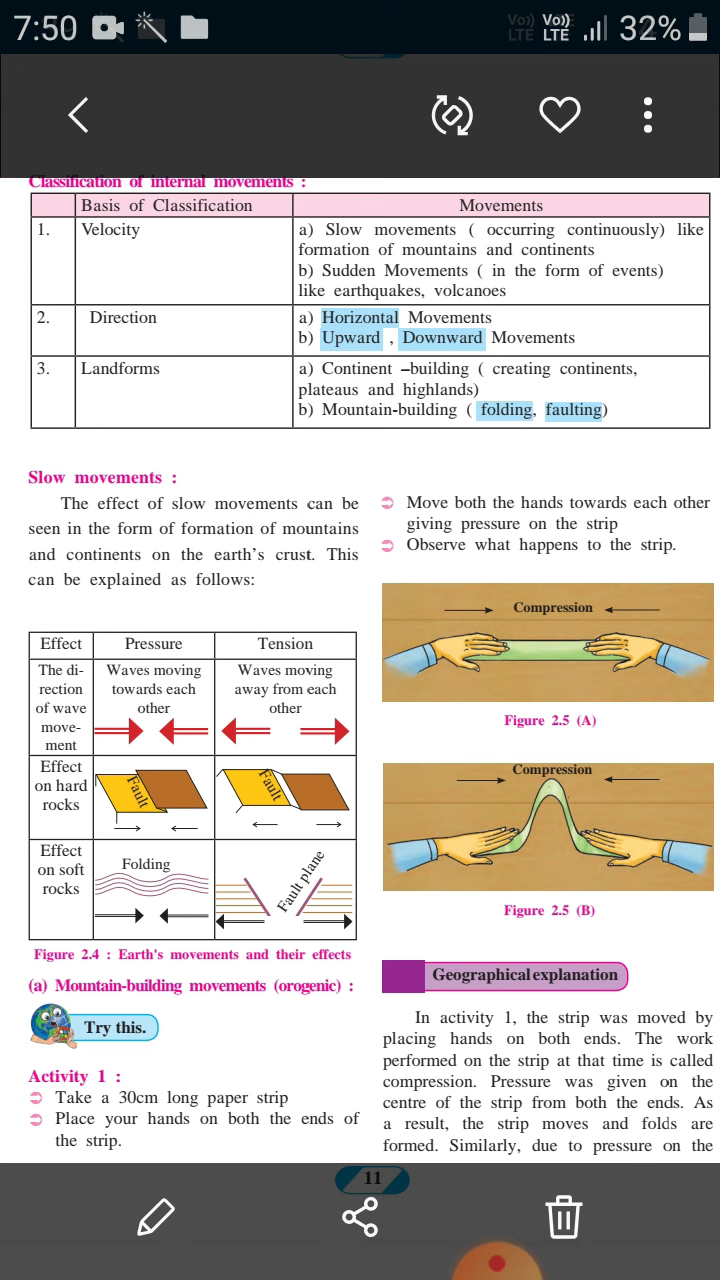 7:50
Vo)) LTE
Vo)) LTE
32%
Classification of internal movements :
Basis of Classification
Movements
1.
Velocity
a) Slow movements ( occurring continuously) like
formation of mountains and continents
b) Sudden Movements ( in the form of events)
like earthquakes, volcanoes
2.
Direction
a) Horizontal Movements
b) Upward , Downward Movements
3.
Landforms
a) Continent –building ( creating continents,
plateaus and highlands)
b) Mountain-building ( folding, faulting)
Slow movements :
The effect of slow movements can be
seen in the form of formation of mountains
and continents on the earth's crust. This
can be explained as follows:
Effect
Pressure
Tension
The di-
rection
of wave
move-
ment
Waves moving
towards each
other
Waves moving
away from each
other
Effect
on hard
rocks
Fault
Fault
Effect
on soft
rocks
Folding
Fault plane
Figure 2.4 : Earth's movements and their effects
(a) Mountain-building movements (orogenic) :
Try this.
Activity 1 :
Take a 30cm long paper strip
Place your hands on both the ends of
the strip.
Move both the hands towards each other
giving pressure on the strip
Observe what happens to the strip.
Compression
Figure 2.5 (A)
Compression
Figure 2.5 (B)
Geographical explanation
In activity 1, the strip was moved by
placing hands on both ends. The work
performed on the strip at that time is called
compression. Pressure was given on the
centre of the strip from both the ends. As
a result, the strip moves and folds are
formed. Similarly, due to pressure on the
11